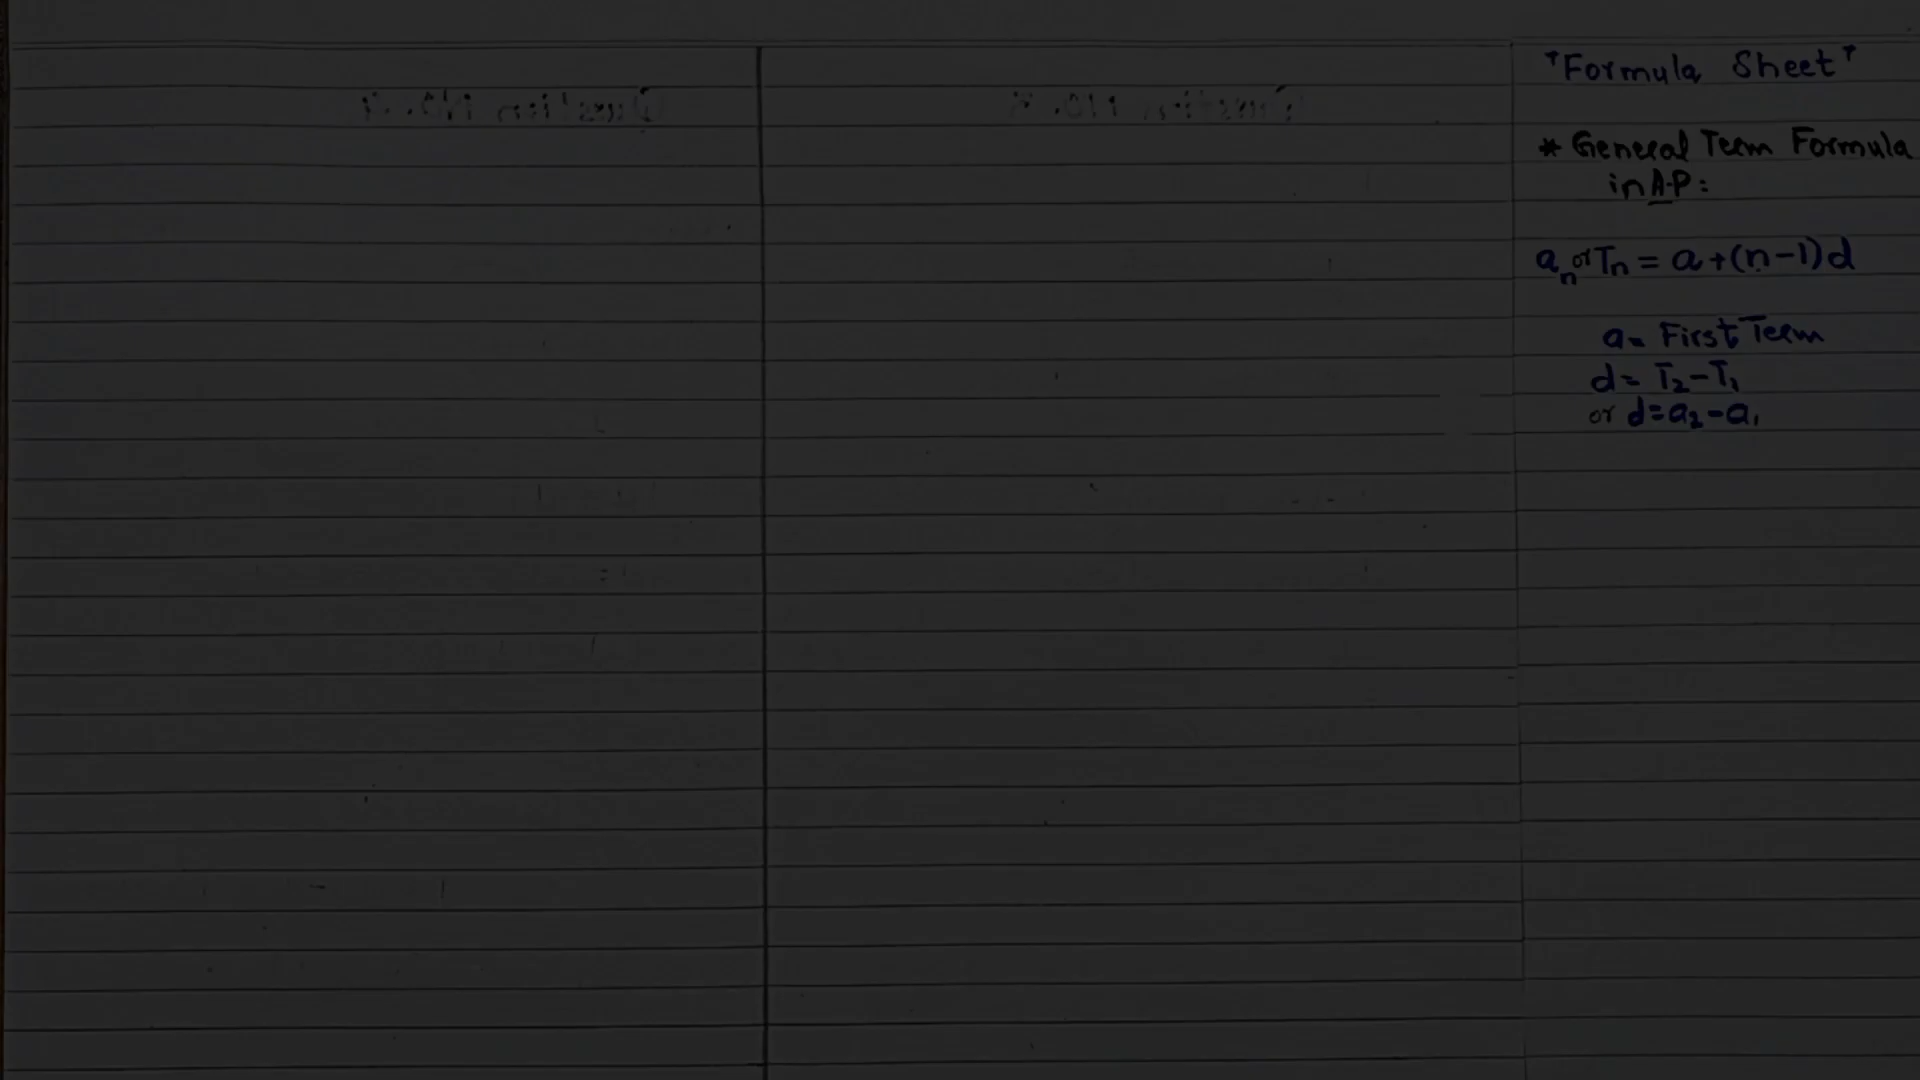 "Formula Sheet"
* General Term Formula
in A.P:
aₙ or Tₙ = a+(n-1)d
a= First Term
d= T₂-T₁
or d=a₂-a₁